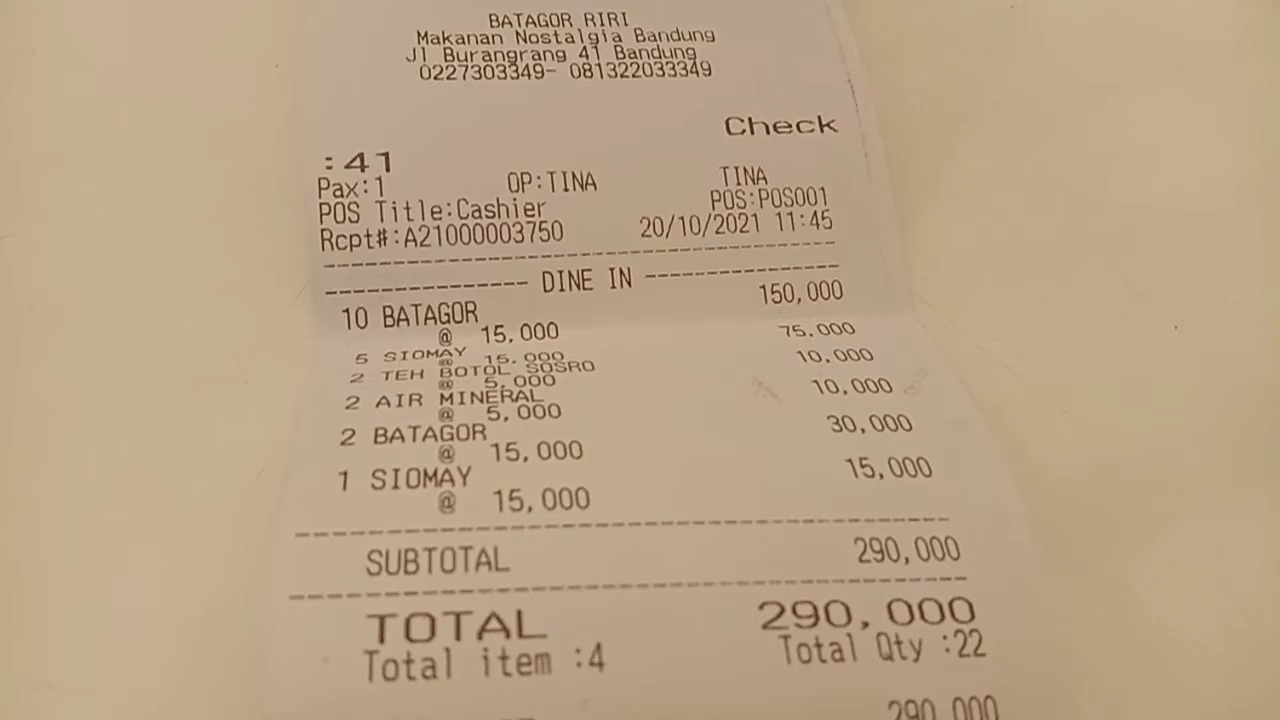 BATAGOR RIRI
Makanan Nostalgia Bandung
Jl Burangrang 41 Bandung
0227303349- 081322033349
Check
:41
Pax:1 OP:TINA TINA
POS Title:Cashier POS:POS001
Rcpt#:A21000003750 20/10/2021 11:45
DINE IN
10 BATAGOR 150,000
@ 15.000
5 SIOMAY 75.000
@ 15.000
2 TEH BOTOL SOSRO 10.000
@ 5,000
2 AIR MINERAL 10,000
@ 5,000
2 BATAGOR 30,000
@ 15,000
1 SIOMAY 15,000
@ 15,000
SUBTOTAL 290,000
TOTAL 290,000
Total item :4 Total Qty :22
290,000